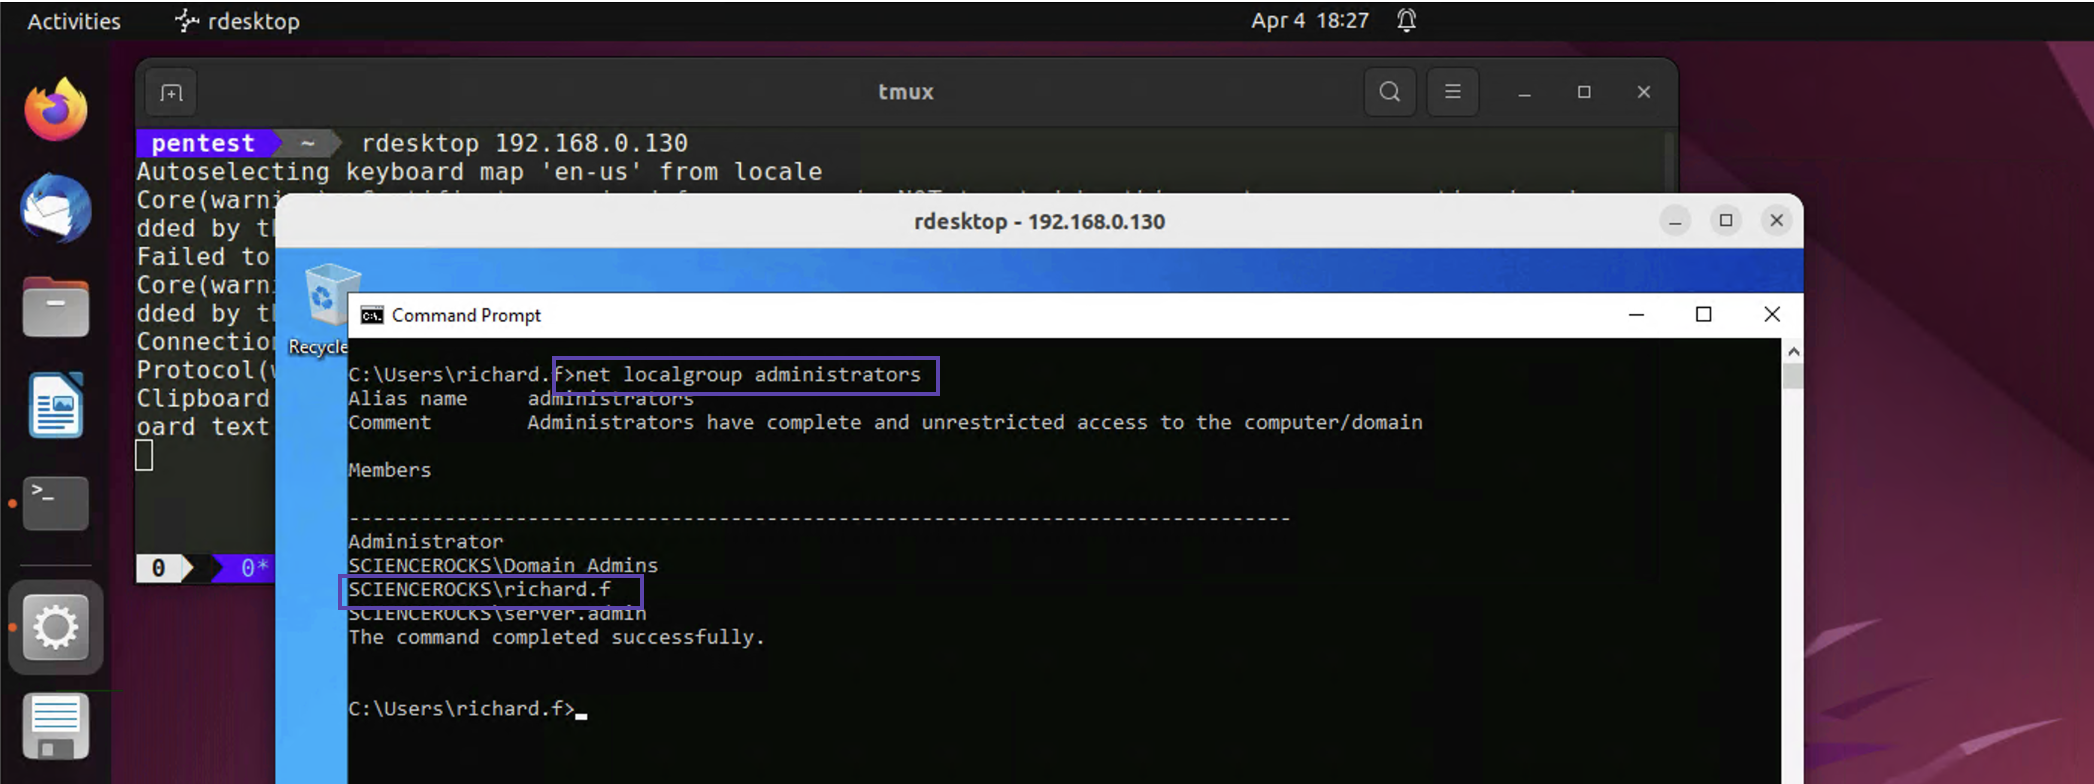 Activities rdesktop Apr 4 18:27
tmux
pentest ~ rdesktop 192.168.0.130
Autoselecting keyboard map 'en-us' from locale
Core(warni
dded by th
Failed to
Core(warn
dded by t
Connection
Protocol(w
Clipboard
oard text
0 0*
rdesktop - 192.168.0.130
Recycle
Command Prompt
C:\Users\richard.f>net localgroup administrators
Alias name administrators
Comment Administrators have complete and unrestricted access to the computer/domain
Members
-------------------------------------------------------------------------------
Administrator
SCIENCEROCKS\Domain Admins
SCIENCEROCKS\richard.f
SCIENCEROCKS\server.admin
The command completed successfully.
C:\Users\richard.f>